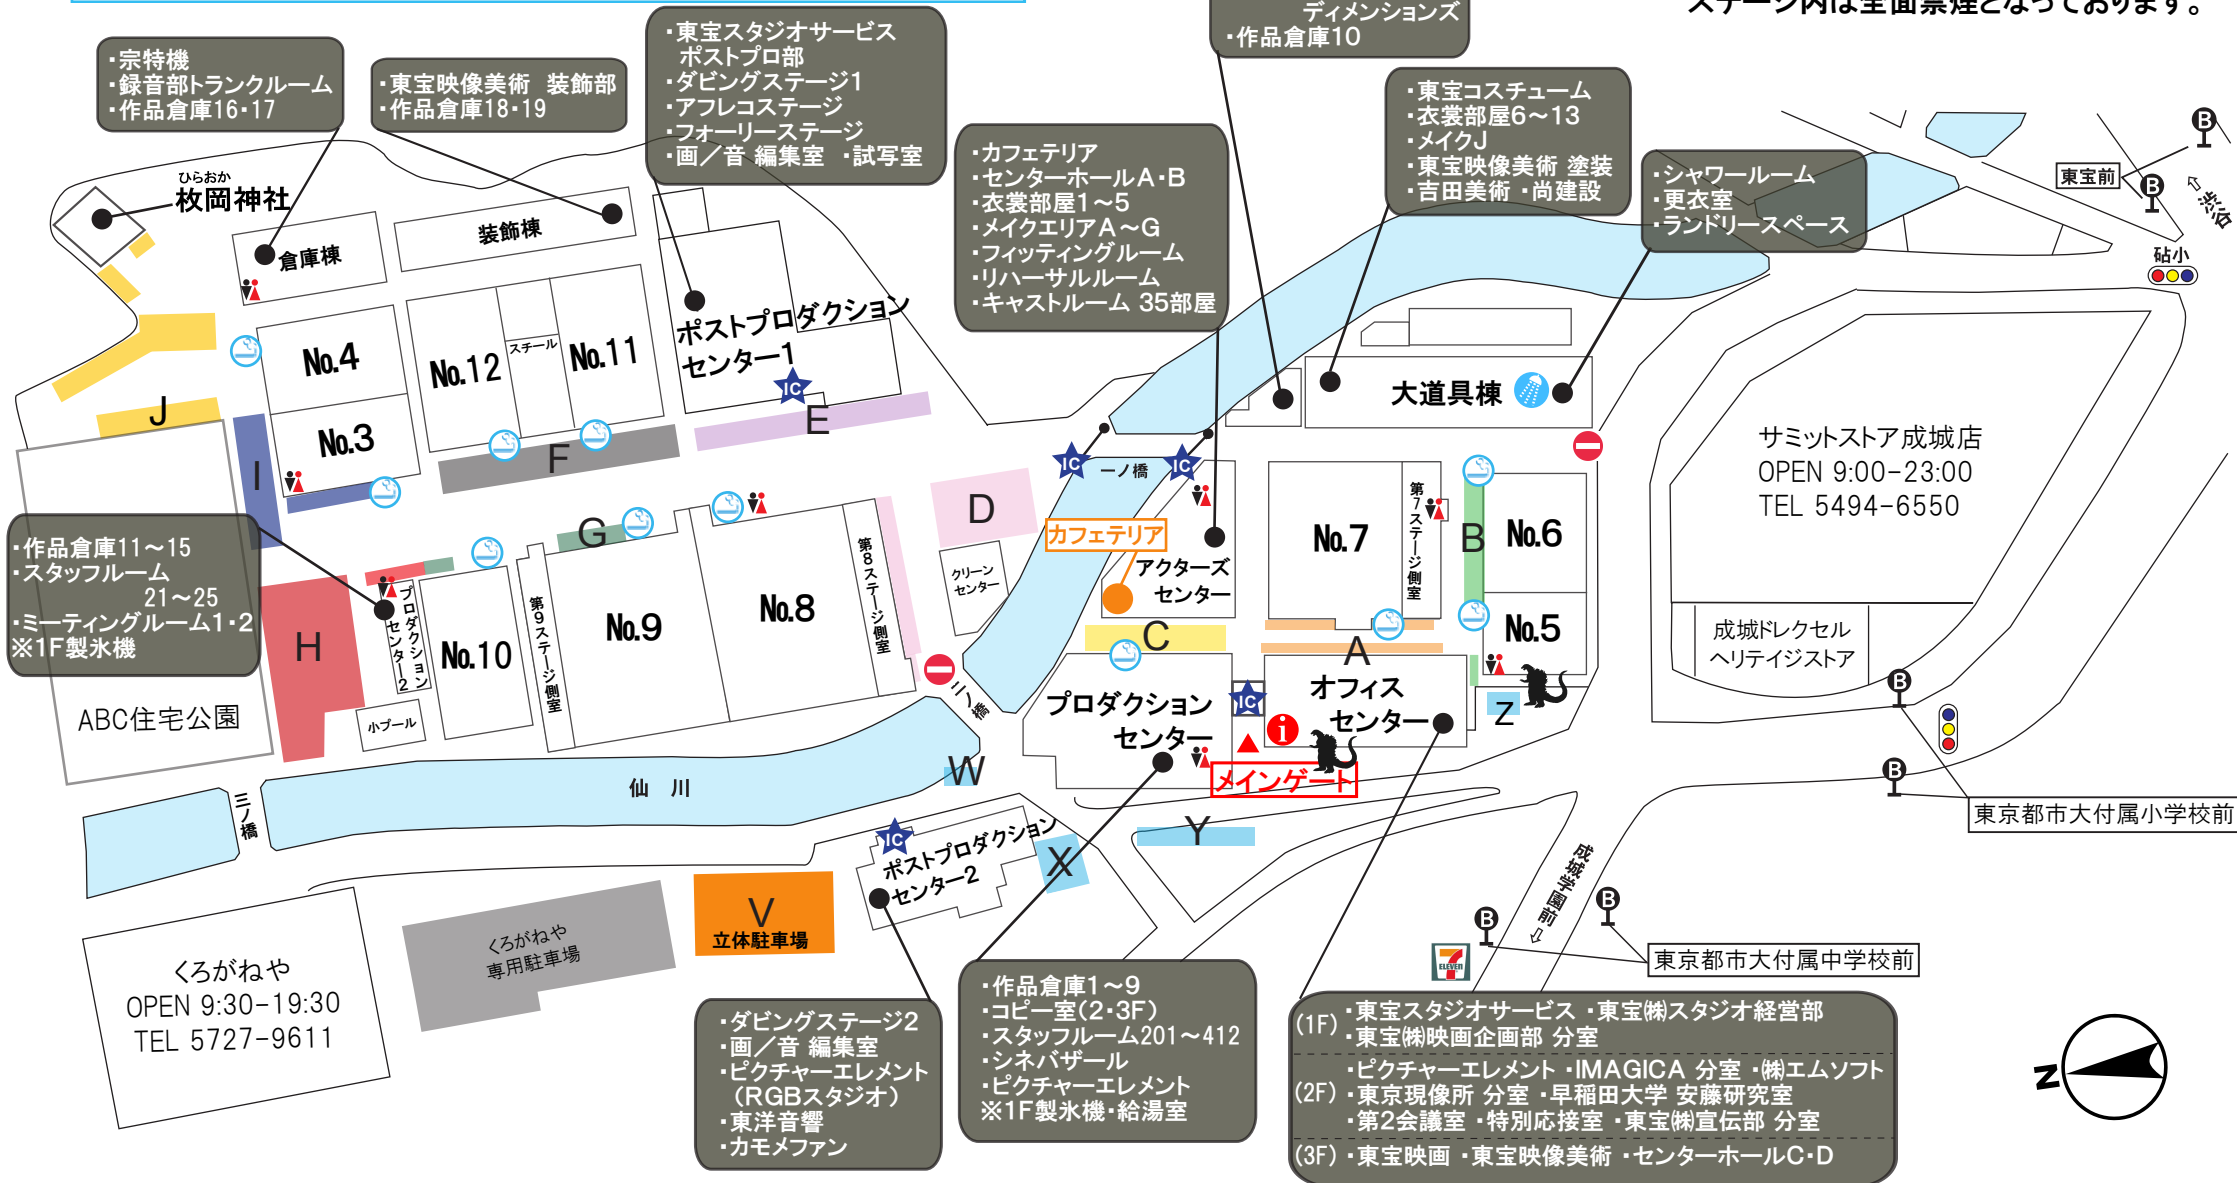 ステージ内は全面禁煙となっております。
ディメンションズ
・作品倉庫10
・宗特機
・録音部トランクルーム
・作品倉庫16・17
・東宝映像美術 装飾部
・作品倉庫18・19
・東宝スタジオサービス
ポストプロ部
・ダビングステージ1
・アフレコステージ
・フォーリーステージ
・画／音 編集室 ・試写室
・カフェテリア
・センターホールA・B
・衣裳部屋1～5
・メイクエリアA～G
・フィッティングルーム
・リハーサルルーム
・キャストルーム 35部屋
・東宝コスチューム
・衣裳部屋6～13
・メイクJ
・東宝映像美術 塗装
・吉田美術 ・尚建設
・シャワールーム
・更衣室
・ランドリースペース
B
東宝前
B
⇦渋谷
砧小
ひらおか
枚岡神社
倉庫棟
装飾棟
ポストプロダクション
センター1
IC
No.4
No.3
No.12
スチール
No.11
J
I
F
E
大道具棟
IC
一ノ橋
IC
カフェテリア
アクターズ
センター
D
クリーン
センター
No.7
第7ステージ側室
B
No.6
No.5
サミットストア成城店
OPEN 9:00-23:00
TEL 5494-6550
成城ドレクセル
ヘリテイジストア
・作品倉庫11～15
・スタッフルーム
21～25
・ミーティングルーム1・2
※1F製氷機
ABC住宅公園
H
プロダクション
センター2
小プール
No.10
第9ステージ側室
G
No.9
No.8
第8ステージ側室
二ノ橋
C
A
プロダクション
センター
IC
i
オフィス
センター
メインゲート
Z
B
B
東京都市大付属小学校前
三ノ橋
仙 川
W
IC
ポストプロダクション
センター2
X
Y
V
立体駐車場
くろがねや
専用駐車場
くろがねや
OPEN 9:30-19:30
TEL 5727-9611
成城学園前⇨
B
B
7
ELEVEN
東京都市大付属中学校前
・ダビングステージ2
・画／音 編集室
・ピクチャーエレメント
（RGBスタジオ）
・東洋音響
・カモメファン
・作品倉庫1～9
・コピー室(2・3F)
・スタッフルーム201～412
・シネバザール
・ピクチャーエレメント
※1F製氷機・給湯室
(1F) ・東宝スタジオサービス ・東宝㈱スタジオ経営部
・東宝㈱映画企画部 分室
・ピクチャーエレメント ・IMAGICA 分室 ・㈱エムソフト
(2F) ・東京現像所 分室 ・早稲田大学 安藤研究室
・第2会議室 ・特別応接室 ・東宝㈱宣伝部 分室
(3F) ・東宝映画 ・東宝映像美術 ・センターホールC・D
N